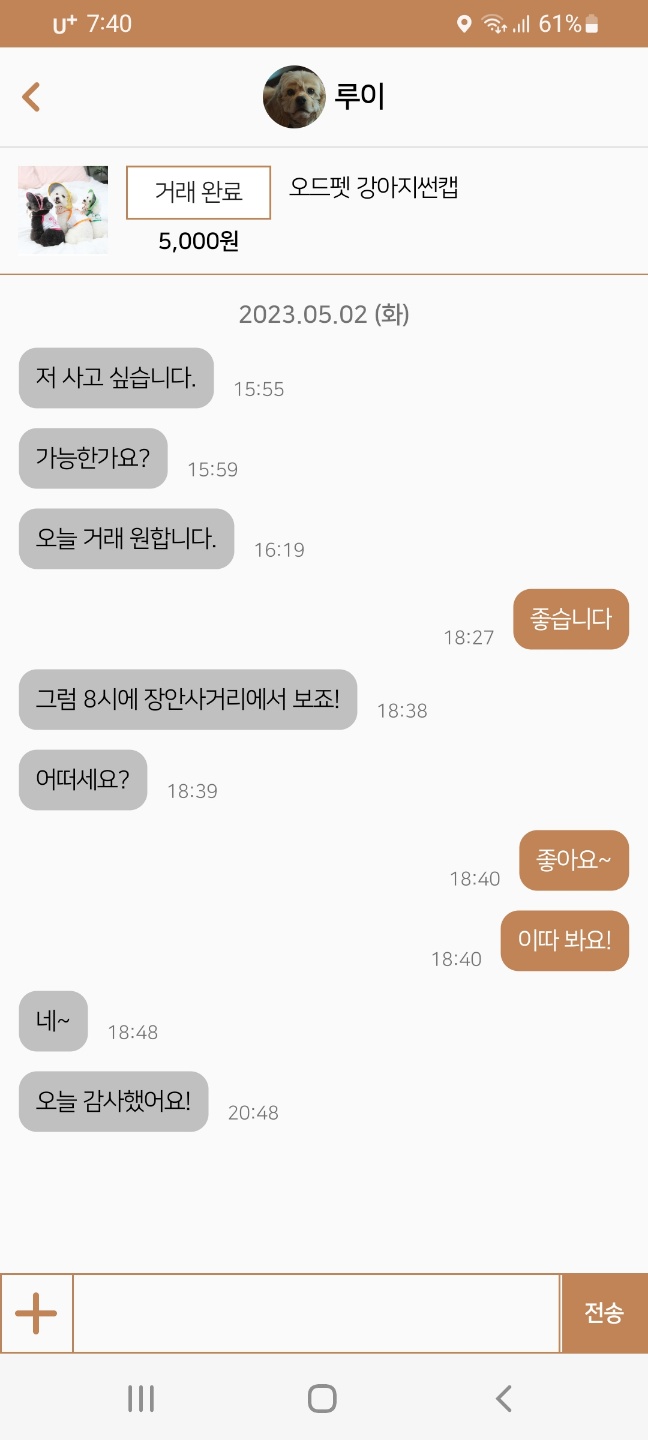 U+ 7:40 61%
루이
거래 완료 오드펫 강아지썬캡
5,000원
2023.05.02 (화)
저 사고 싶습니다. 15:55
가능한가요? 15:59
오늘 거래 원합니다. 16:19
18:27 좋습니다
그럼 8시에 장안사거리에서 보죠! 18:38
어떠세요? 18:39
18:40 좋아요~
18:40 이따 봐요!
네~ 18:48
오늘 감사했어요! 20:48
전송